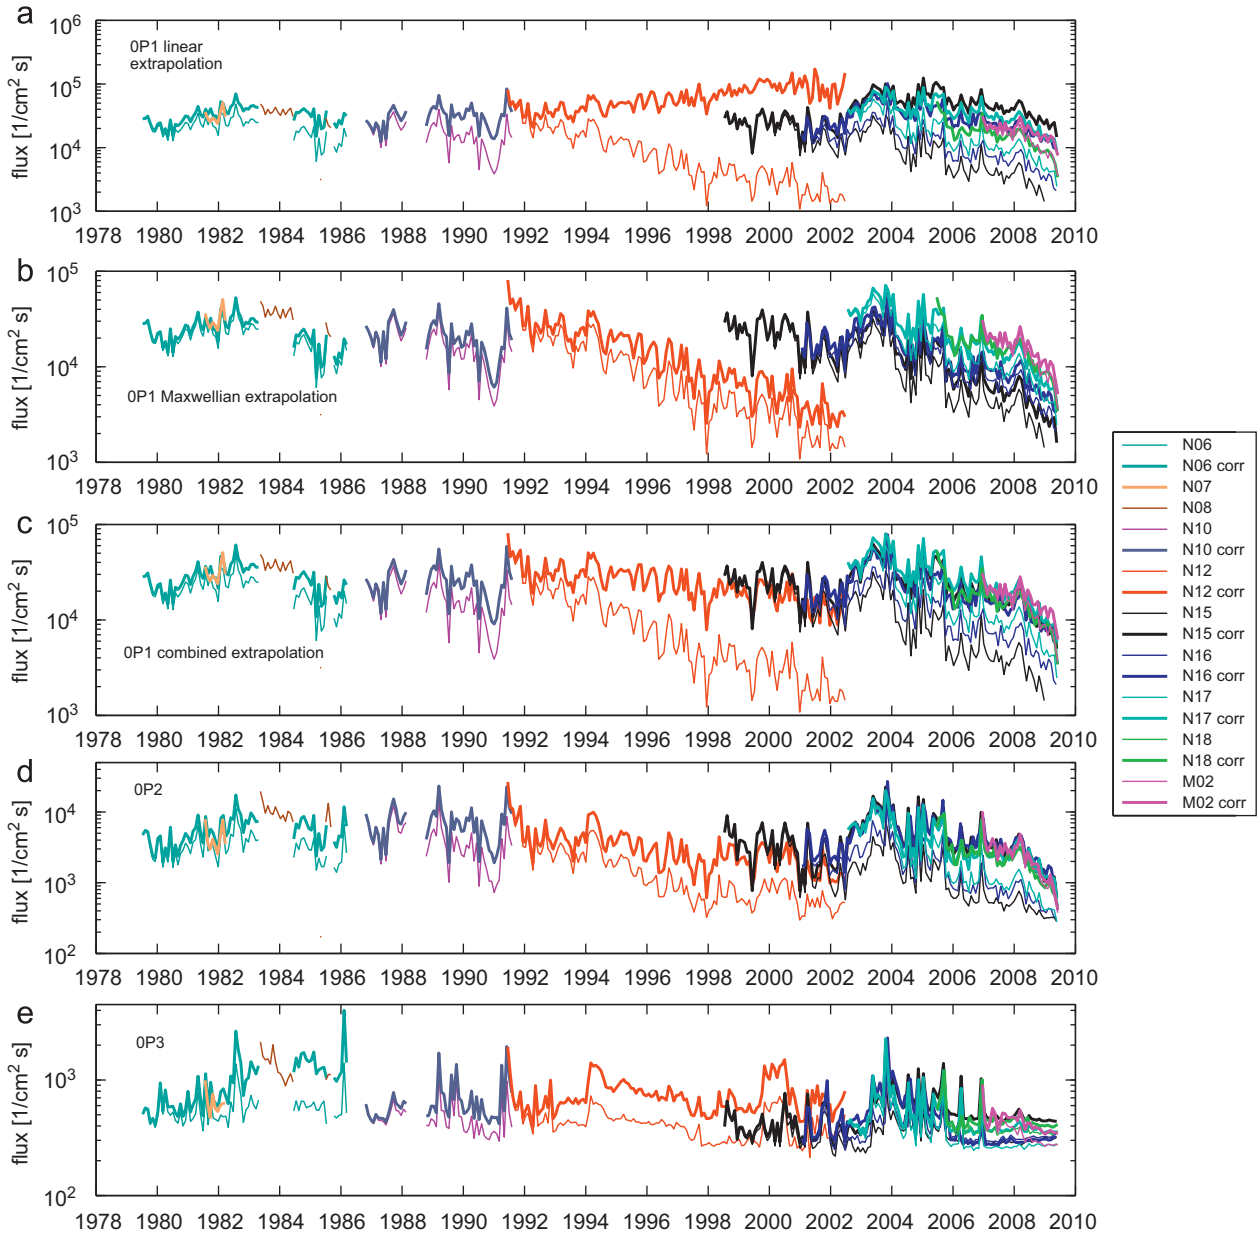 a
10^6
10^5
10^4
10^3
flux [1/cm^2 s]
0P1 linear
extrapolation
1978 1980 1982 1984 1986 1988 1990 1992 1994 1996 1998 2000 2002 2004 2006 2008 2010
b
10^5
10^4
10^3
flux [1/cm^2 s]
0P1 Maxwellian extrapolation
1978 1980 1982 1984 1986 1988 1990 1992 1994 1996 1998 2000 2002 2004 2006 2008 2010
c
10^5
10^4
10^3
flux [1/cm^2 s]
0P1 combined extrapolation
1978 1980 1982 1984 1986 1988 1990 1992 1994 1996 1998 2000 2002 2004 2006 2008 2010
d
10^4
10^3
10^2
flux [1/cm^2 s]
0P2
1978 1980 1982 1984 1986 1988 1990 1992 1994 1996 1998 2000 2002 2004 2006 2008 2010
e
10^3
10^2
flux [1/cm^2 s]
0P3
1978 1980 1982 1984 1986 1988 1990 1992 1994 1996 1998 2000 2002 2004 2006 2008 2010
N06
N06 corr
N07
N08
N10
N10 corr
N12
N12 corr
N15
N15 corr
N16
N16 corr
N17
N17 corr
N18
N18 corr
M02
M02 corr